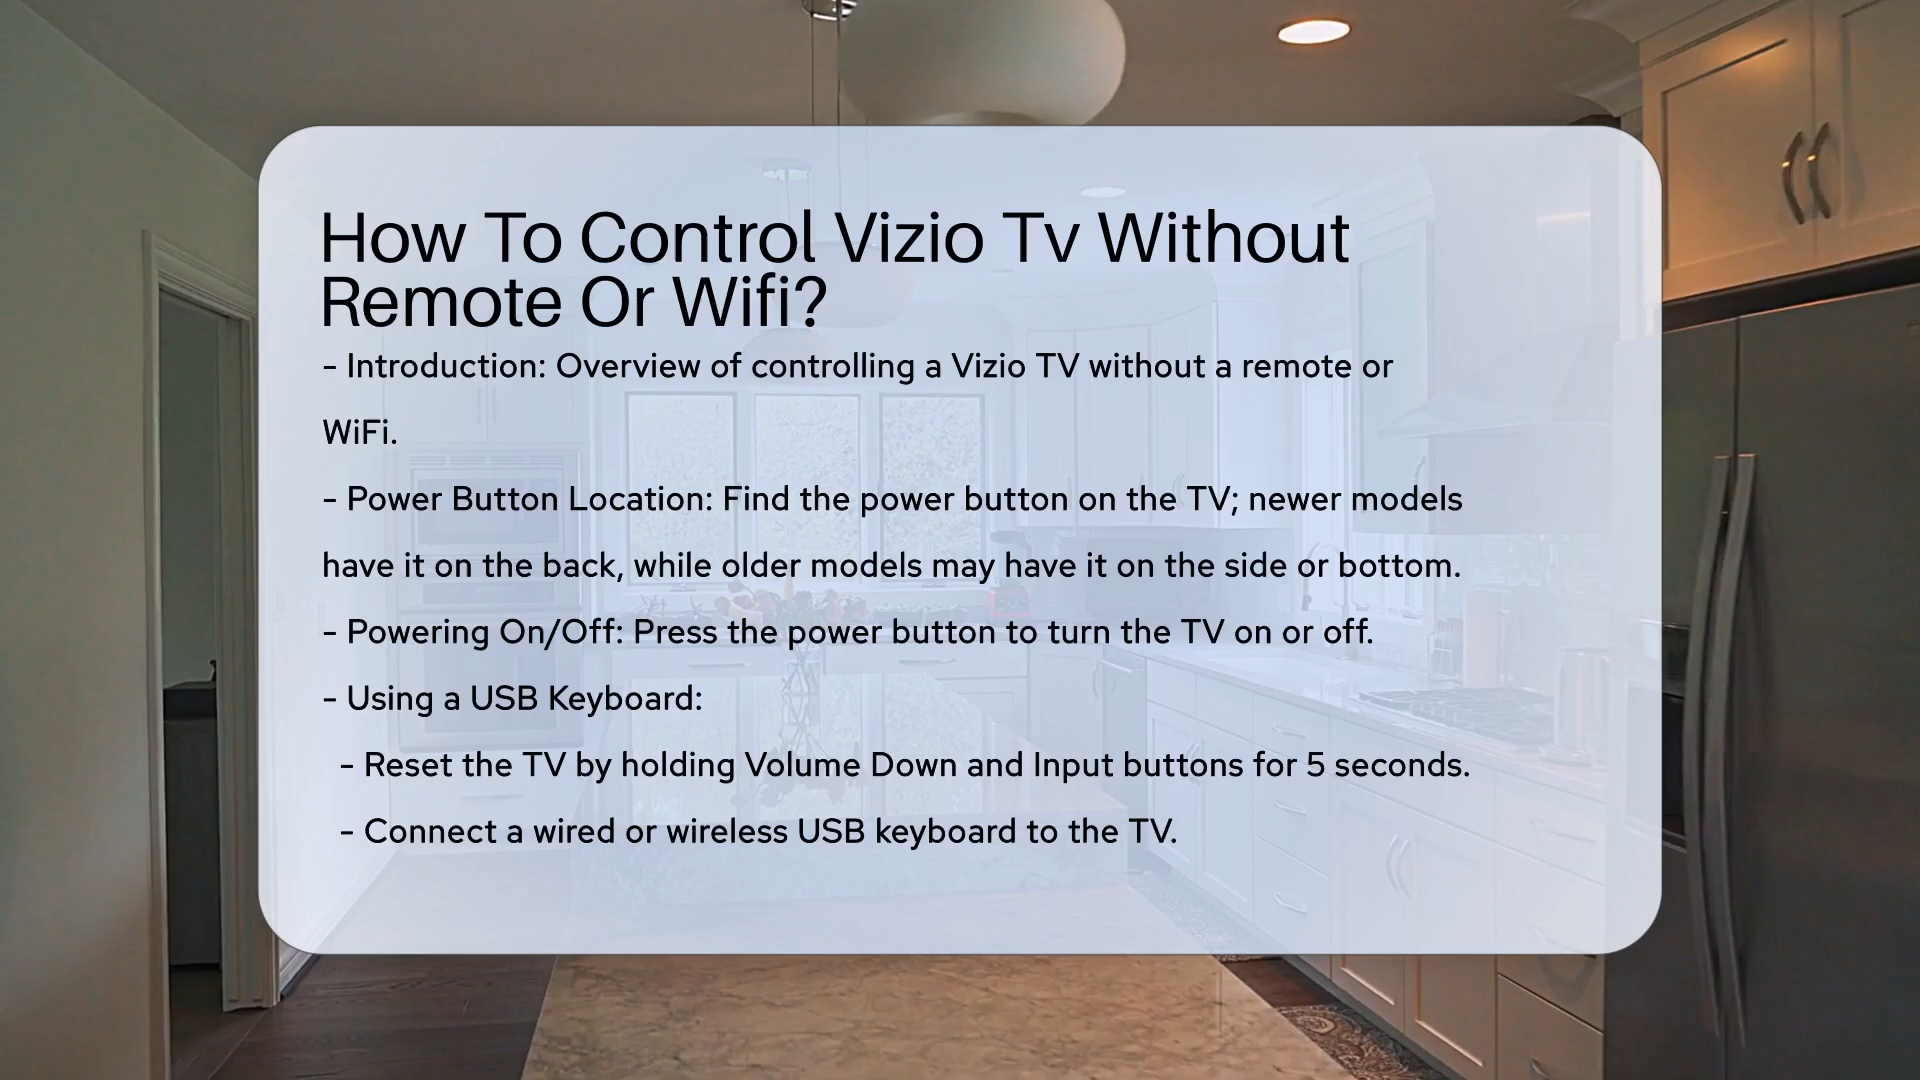 How To Control Vizio Tv Without
Remote Or Wifi?
- Introduction: Overview of controlling a Vizio TV without a remote or
WiFi.
- Power Button Location: Find the power button on the TV; newer models
have it on the back, while older models may have it on the side or bottom.
- Powering On/Off: Press the power button to turn the TV on or off.
- Using a USB Keyboard:
- Reset the TV by holding Volume Down and Input buttons for 5 seconds.
- Connect a wired or wireless USB keyboard to the TV.